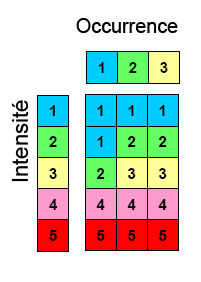 Occurrence
1 2 3
Intensité
1 1 1 1
2 1 2 2
3 2 3 3
4 4 4 4
5 5 5 5